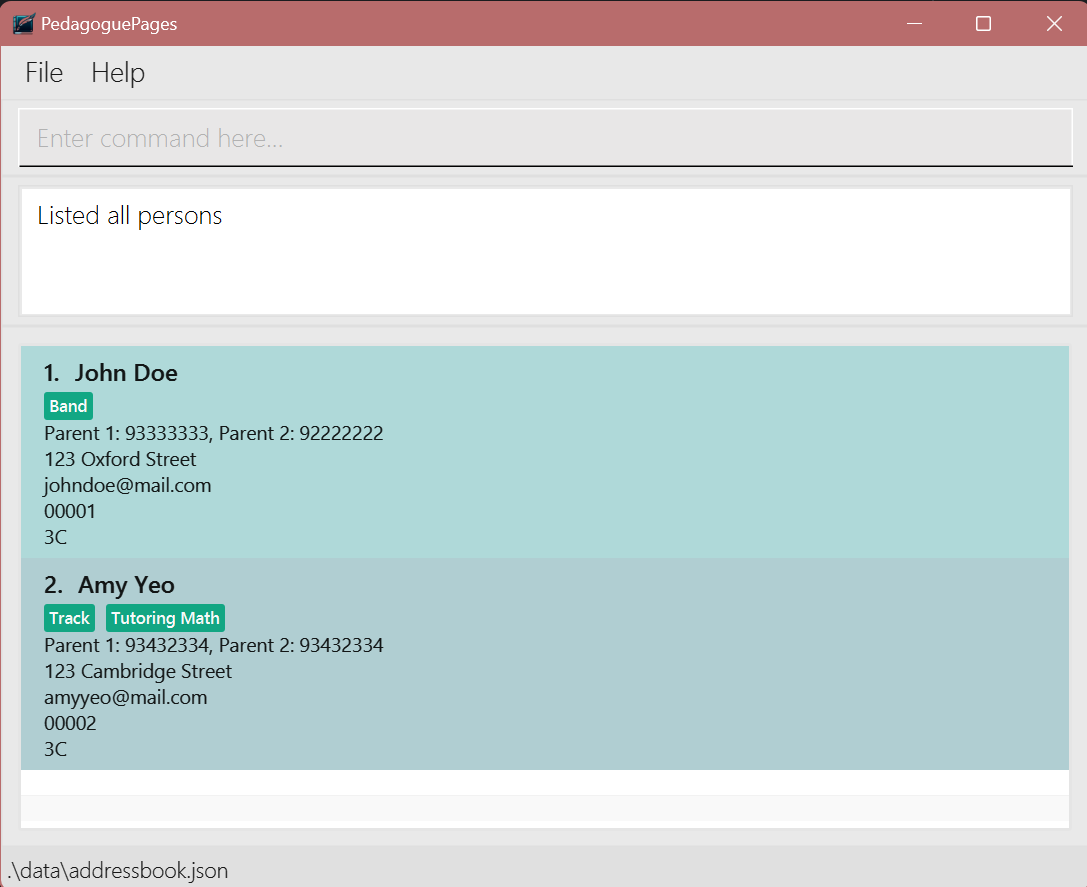 PedagoguePages
File Help
Enter command here...
Listed all persons
1. John Doe
Band
Parent 1: 93333333, Parent 2: 92222222
123 Oxford Street
johndoe@mail.com
00001
3C
2. Amy Yeo
Track Tutoring Math
Parent 1: 93432334, Parent 2: 93432334
123 Cambridge Street
amyyeo@mail.com
00002
3C
.\data\addressbook.json